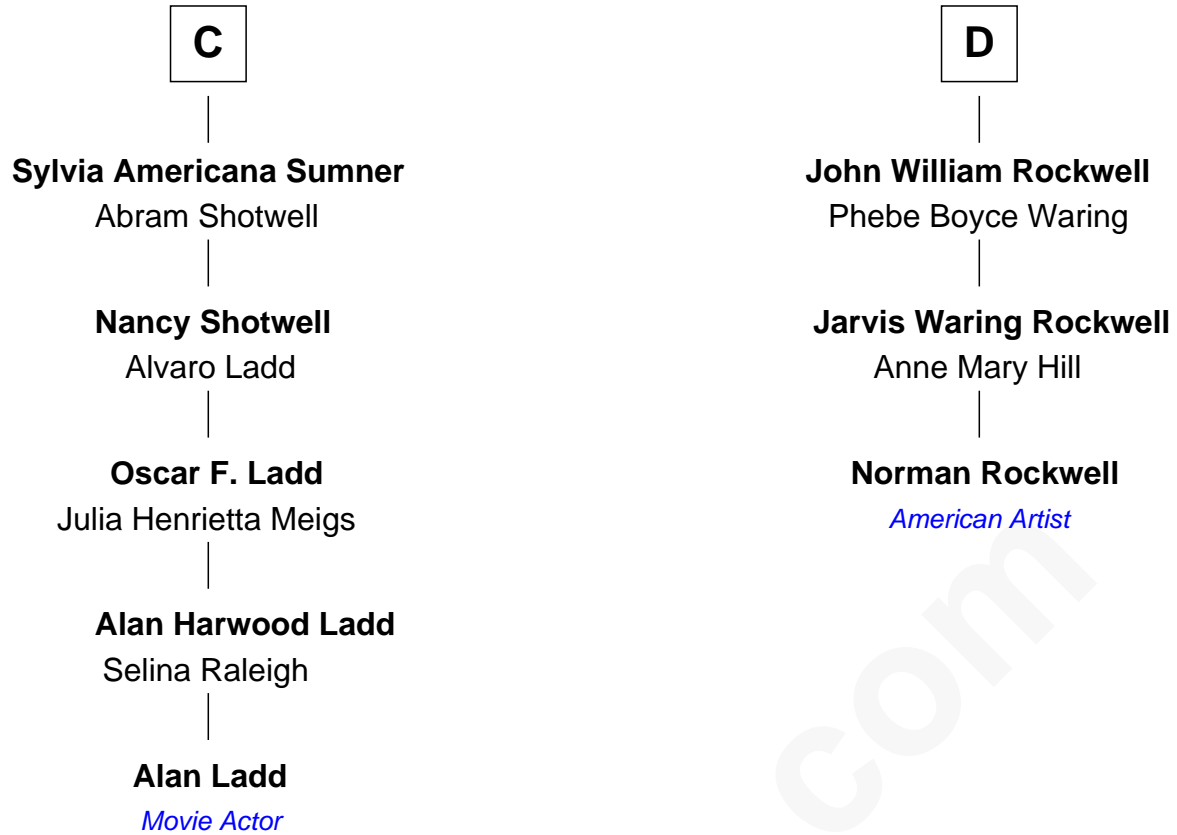 C
Sylvia Americana Sumner
Abram Shotwell
Nancy Shotwell
Alvaro Ladd
Oscar F. Ladd
Julia Henrietta Meigs
Alan Harwood Ladd
Selina Raleigh
Alan Ladd
Movie Actor
D
John William Rockwell
Phebe Boyce Waring
Jarvis Waring Rockwell
Anne Mary Hill
Norman Rockwell
American Artist
com